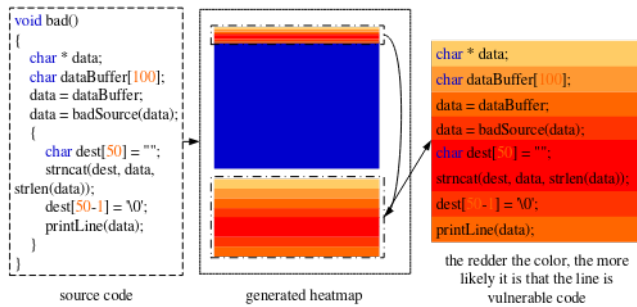 void bad()
{
char * data;
char dataBuffer[100];
data = dataBuffer;
data = badSource(data);
{
char dest[50] = "";
strncat(dest, data,
strlen(data));
dest[50-1] = '\0';
printLine(data);
}
}
source code
generated heatmap
char * data;
char dataBuffer[100];
data = dataBuffer;
data = badSource(data);
char dest[50] = "";
strncat(dest, data, strlen(data));
dest[50-1] = '\0';
printLine(data);
the redder the color, the more
likely it is that the line is
vulnerable code